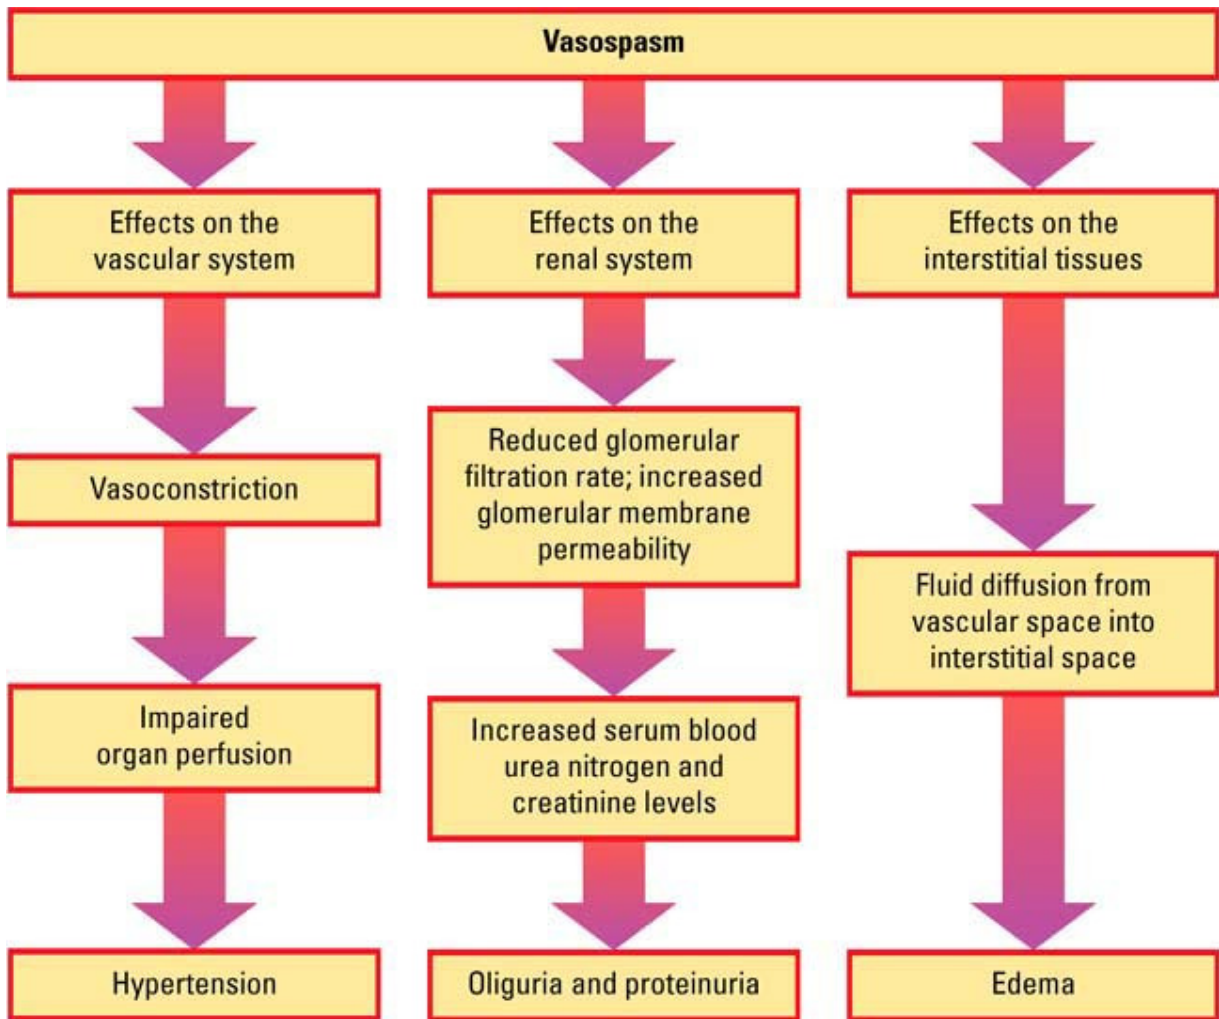 Vasospasm
Effects on the
vascular system
Effects on the
renal system
Effects on the
interstitial tissues
Vasoconstriction
Reduced glomerular
filtration rate; increased
glomerular membrane
permeability
Fluid diffusion from
vascular space into
interstitial space
Impaired
organ perfusion
Increased serum blood
urea nitrogen and
creatinine levels
Hypertension
Oliguria and proteinuria
Edema